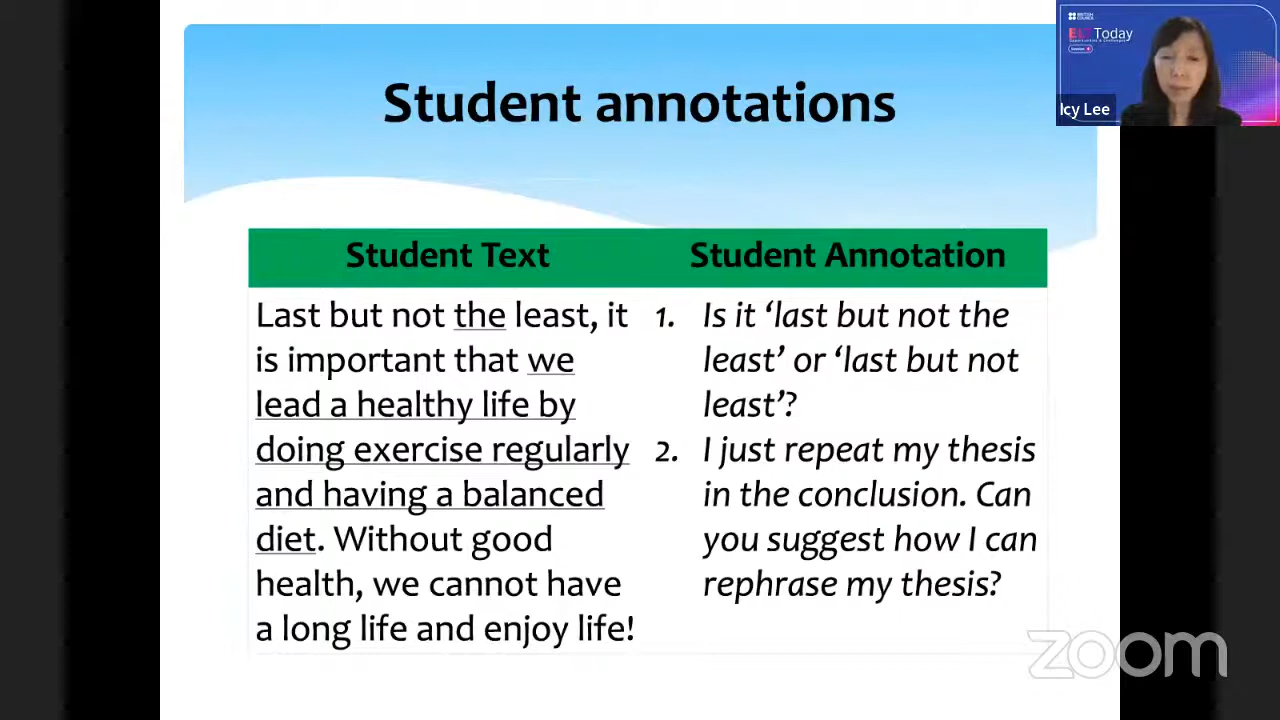 BRITISH
COUNCIL
ELT Today
Icy Lee
Student annotations
Student Text
Student Annotation
Last but not the least, it
is important that we
lead a healthy life by
doing exercise regularly
and having a balanced
diet. Without good
health, we cannot have
a long life and enjoy life!
1. Is it ‘last but not the
least’ or ‘last but not
least’?
2. I just repeat my thesis
in the conclusion. Can
you suggest how I can
rephrase my thesis?
zoom